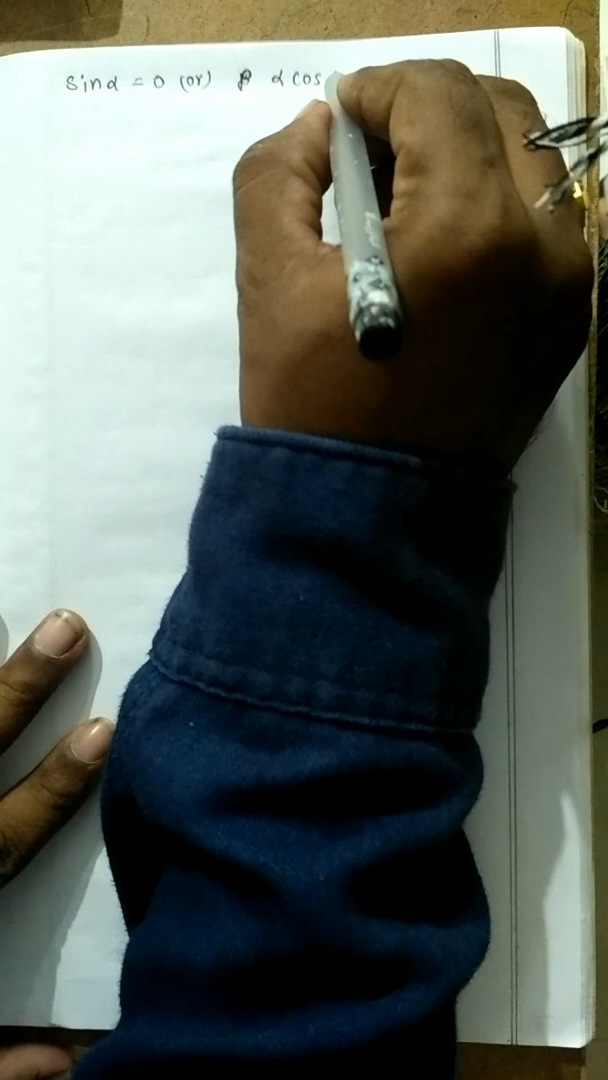 sinα = 0 (or) α cos